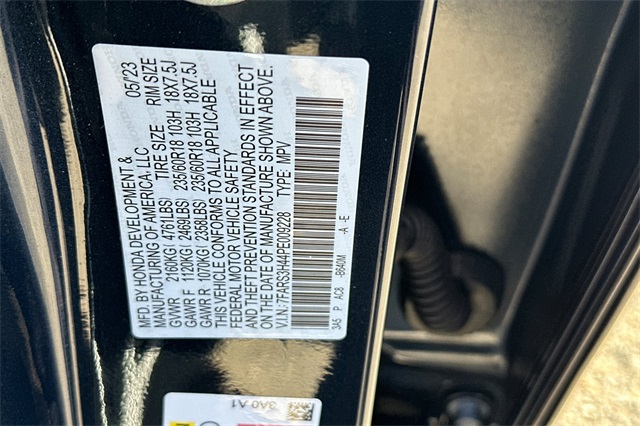 MFD.BY HONDA DEVELOPMENT & 05/23
MANUFACTURING OF AMERICA, LLC
TIRE SIZE RIM SIZE
GVWR 2160KG( 4761LBS)
GAWR F 1120KG( 2469LBS) 235/60R18 103H 18X7.5J
GAWR R 1070KG( 2358LBS) 235/60R18 103H 18X7.5J
THIS VEHICLE CONFORMS TO ALL APPLICABLE
FEDERAL MOTOR VEHICLE SAFETY
AND THEFT PREVENTION STANDARDS IN EFFECT
ON THE DATE OF MANUFACTURE SHOWN ABOVE.
V.I.N.: 7FARS3H44PE009228 TYPE: MPV
3A5 P AC8 -B640M -A -E
3A0 A1